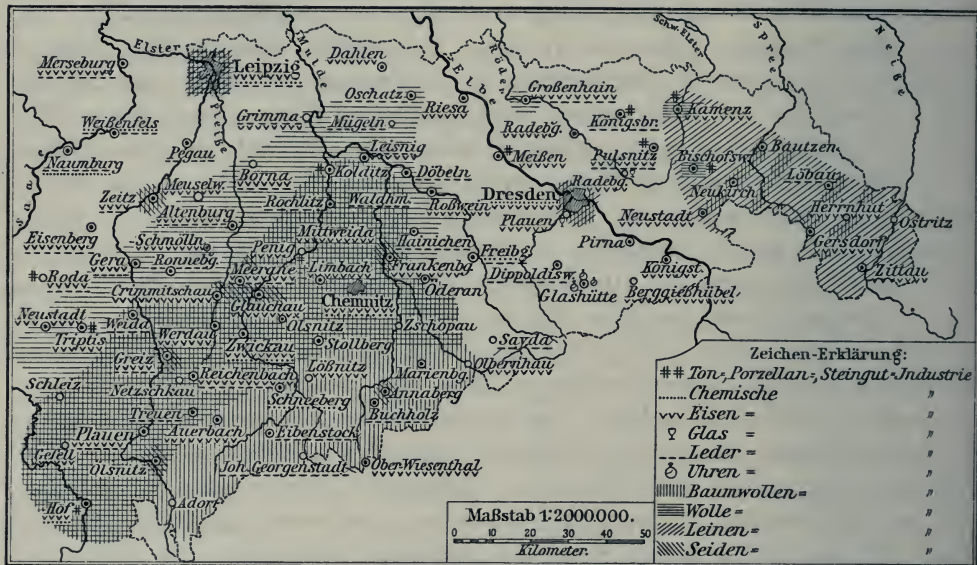 Elster
Mulde
Dahlen
Elbe
Röder
Schw. Elster
Spree
Neiße
Merseburg
Leipzig
Pleiße
Oschatz
Riesa
Großenhain
Kamenz
Grimma
Mügeln
Radebg.
Königsbr.
Weißenfels
Saale
Naumburg
Pegau
Leisnig
Meißen
Pulsnitz
Bischofsw.
Bautzen
Borna
Kolditz
Döbeln
Dresden
Radebg.
Neukirch
Löbau
Zeitz
Meuselw.
Rochlitz
Waldhm.
Roßwein
Plauen
Neustadt
Herrnhut
Ostritz
Altenburg
Eisenberg
Schmölln
Penig
Mittweida
Hainichen
Freibg.
Pirna
Gersdorf
Gera
Ronnebg.
Meerane
Limbach
Frankenbg.
Dippoldisw.
Königst.
Zittau
Roda
Crimmitschau
Glauchau
Chemnitz
Öderan
Glashütte
Berggießhübel
Neustadt
Triptis
Weida
Werdau
Ölsnitz
Zschopau
Zwickau
Stollberg
Sayda
Greiz
Reichenbach
Lößnitz
Marienbg.
Olbernhau
Schleiz
Netzschkau
Schneeberg
Annaberg
Treuen
Buchholz
Plauen
Auerbach
Eibenstock
Gefell
Ölsnitz
Joh. Georgenstadt
Ober-Wiesenthal
Hof
Adorf
Maßstab 1:2000.000.
0 10 20 30 40 50
Kilometer.
Zeichen-Erklärung:
Ton=, Porzellan=, Steingut=Industrie
Chemische "
Eisen = "
Glas = "
Leder = "
Uhren = "
Baumwollen = "
Wolle = "
Leinen = "
Seiden = "